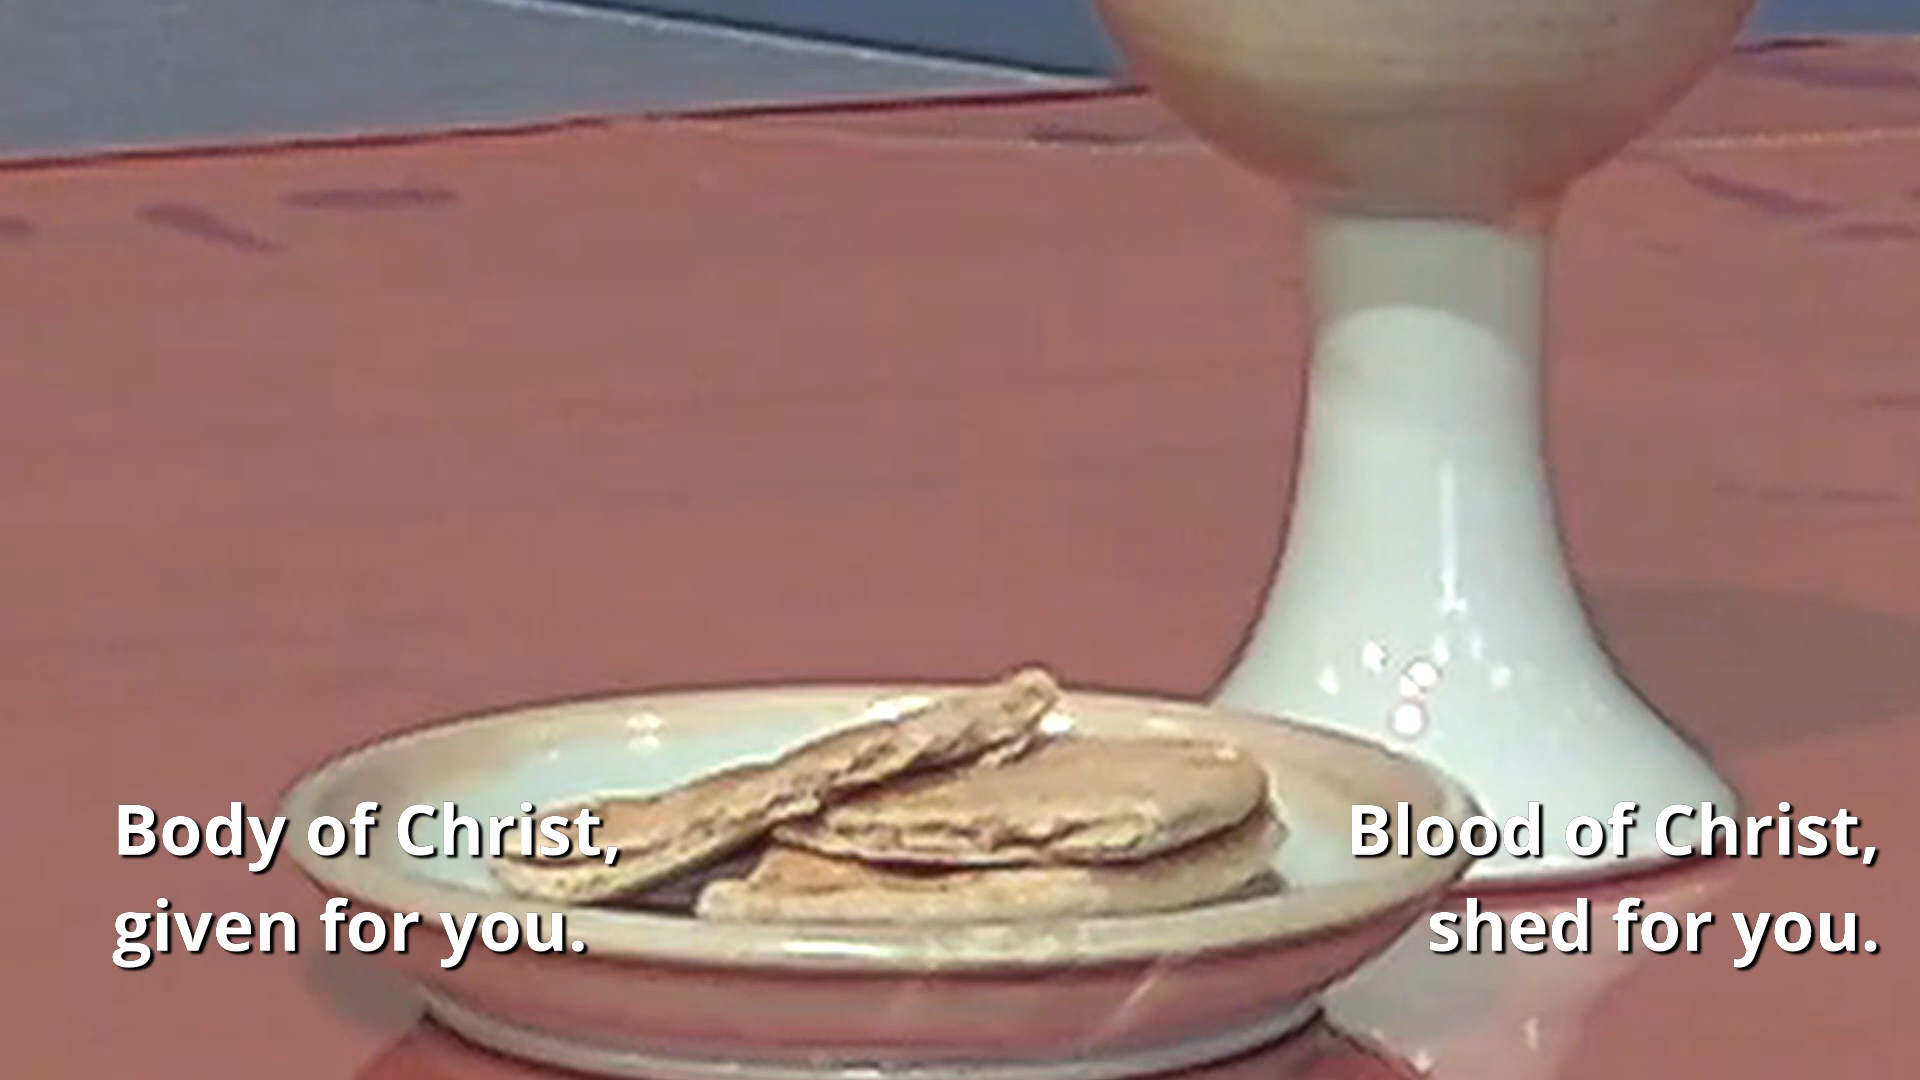 Body of Christ,
given for you.
Blood of Christ,
shed for you.